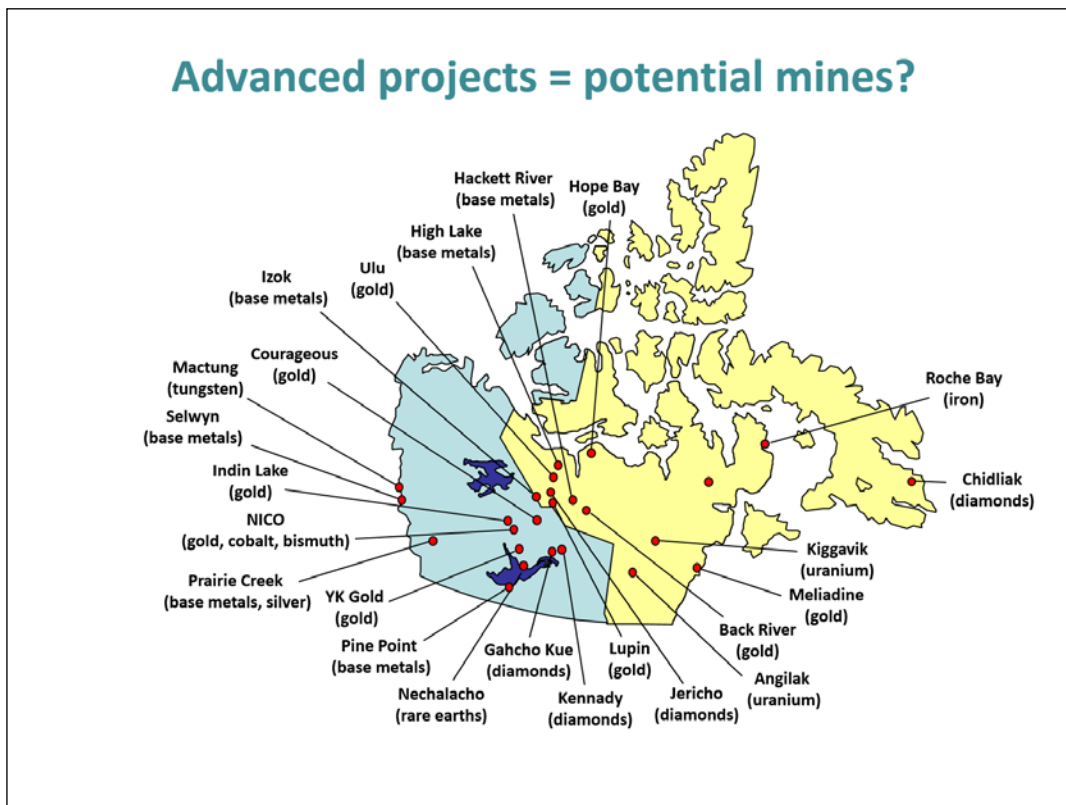 Advanced projects = potential mines?
Hackett River
(base metals)
Hope Bay
(gold)
High Lake
(base metals)
Ulu
(gold)
Izok
(base metals)
Courageous
(gold)
Mactung
(tungsten)
Selwyn
(base metals)
Indin Lake
(gold)
NICO
(gold, cobalt, bismuth)
Prairie Creek
(base metals, silver)
YK Gold
(gold)
Pine Point
(base metals)
Nechalacho
(rare earths)
Gahcho Kue
(diamonds)
Kennady
(diamonds)
Lupin
(gold)
Jericho
(diamonds)
Angilak
(uranium)
Back River
(gold)
Meliadine
(gold)
Kiggavik
(uranium)
Chidliak
(diamonds)
Roche Bay
(iron)